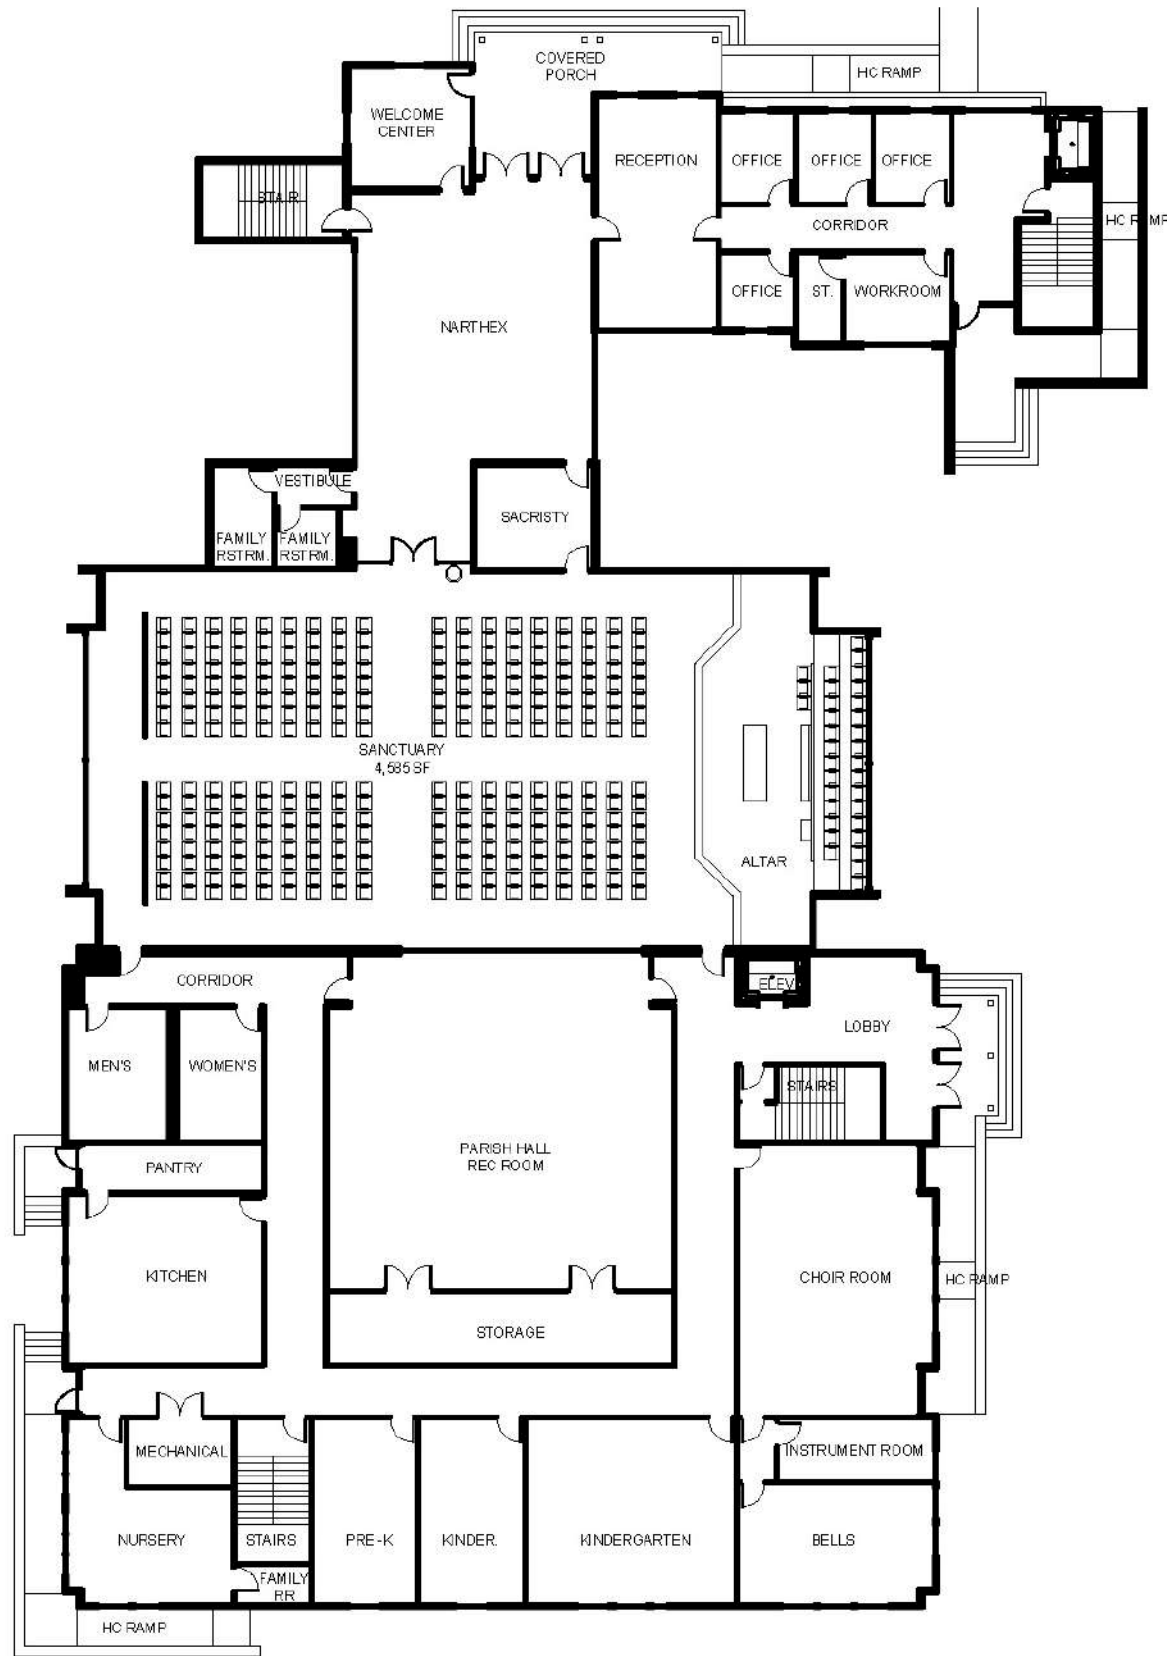 COVERED
PORCH
HC RAMP
WELCOME
CENTER
RECEPTION
OFFICE
OFFICE
OFFICE
STAIR
CORRIDOR
HC RAMP
OFFICE
ST.
WORKROOM
NARTHEX
VESTIBULE
SACRISTY
FAMILY
RSTRM.
FAMILY
RSTRM.
SANCTUARY
4,585 SF
ALTAR
CORRIDOR
ELEV
LOBBY
MEN'S
WOMEN'S
STAIRS
PARISH HALL
REC ROOM
PANTRY
KITCHEN
CHOIR ROOM
HC RAMP
STORAGE
MECHANICAL
INSTRUMENT ROOM
NURSERY
STAIRS
PRE-K
KINDER.
KINDERGARTEN
BELLS
FAMILY
RR
HC RAMP